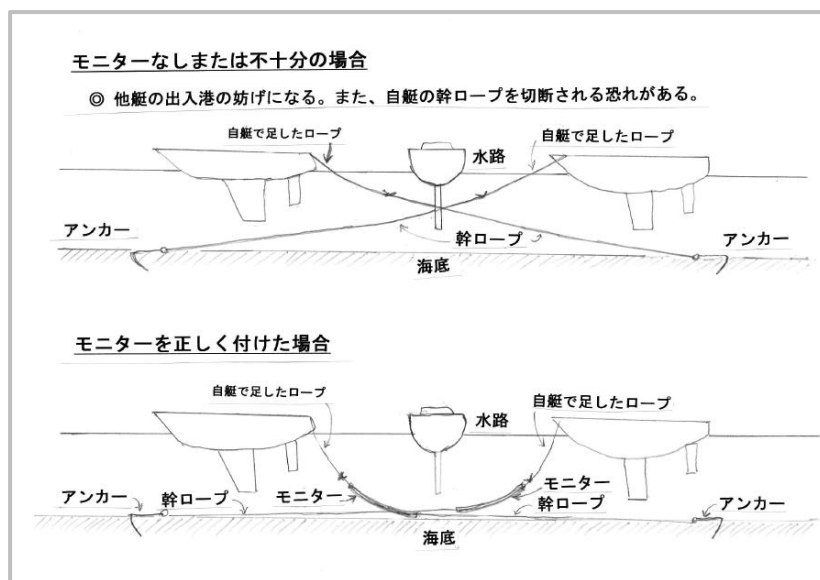 モニターなしまたは不十分の場合
◎ 他艇の出入港の妨げになる。また、自艇の幹ロープを切断される恐れがある。
自艇で足したロープ
水路
自艇で足したロープ
アンカー
幹ロープ
アンカー
海底
モニターを正しく付けた場合
自艇で足したロープ
水路
自艇で足したロープ
アンカー
幹ロープ
モニター
モニター
幹ロープ
アンカー
海底